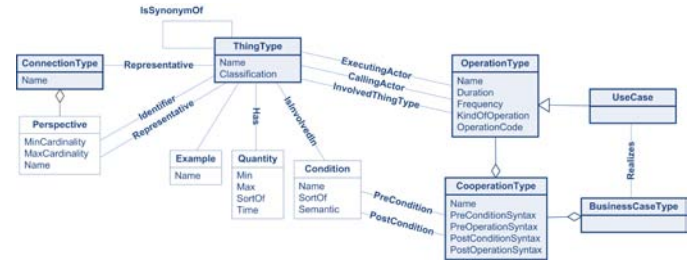 IsSynonymOf
ConnectionType
Name
Representative
ThingType
Name
Classification
ExecutingActor
CallingActor
InvolvedThingType
OperationType
Name
Duration
Frequency
KindOfOperation
OperationCode
UseCase
Perspective
MinCardinality
MaxCardinality
Name
Identifier
Representative
Has
IsInvolvedIn
Example
Name
Quantity
Min
Max
SortOf
Time
Condition
Name
SortOf
Semantic
PreCondition
PostCondition
CooperationType
Name
PreConditionSyntax
PreOperationSyntax
PostConditionSyntax
PostOperationSyntax
Realizes
BusinessCaseType